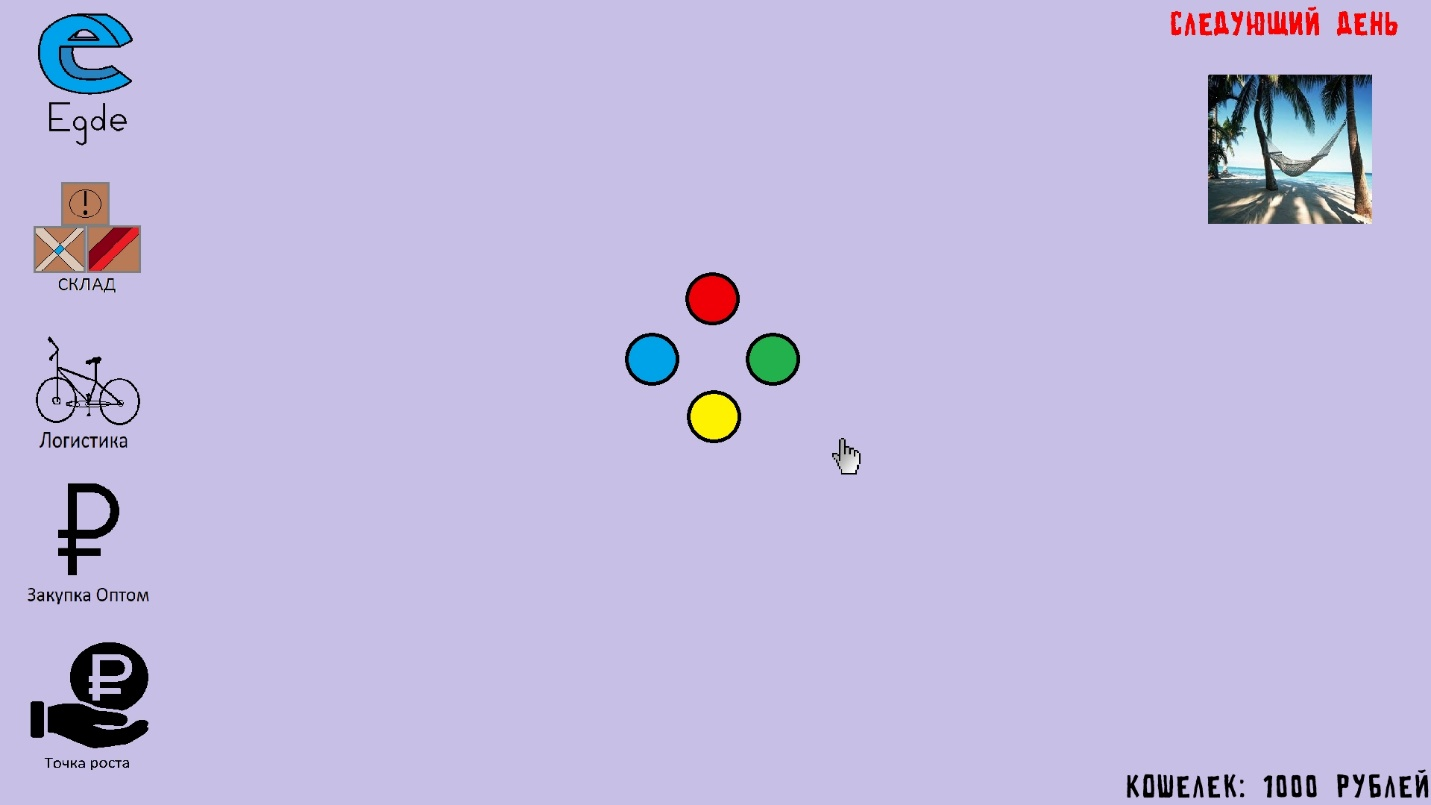 СЛЕДУЮЩИЙ ДЕНЬ
Egde
СКЛАД
Логистика
Закупка Оптом
Точка роста
КОШЕЛЕК: 1000 РУБЛЕЙ